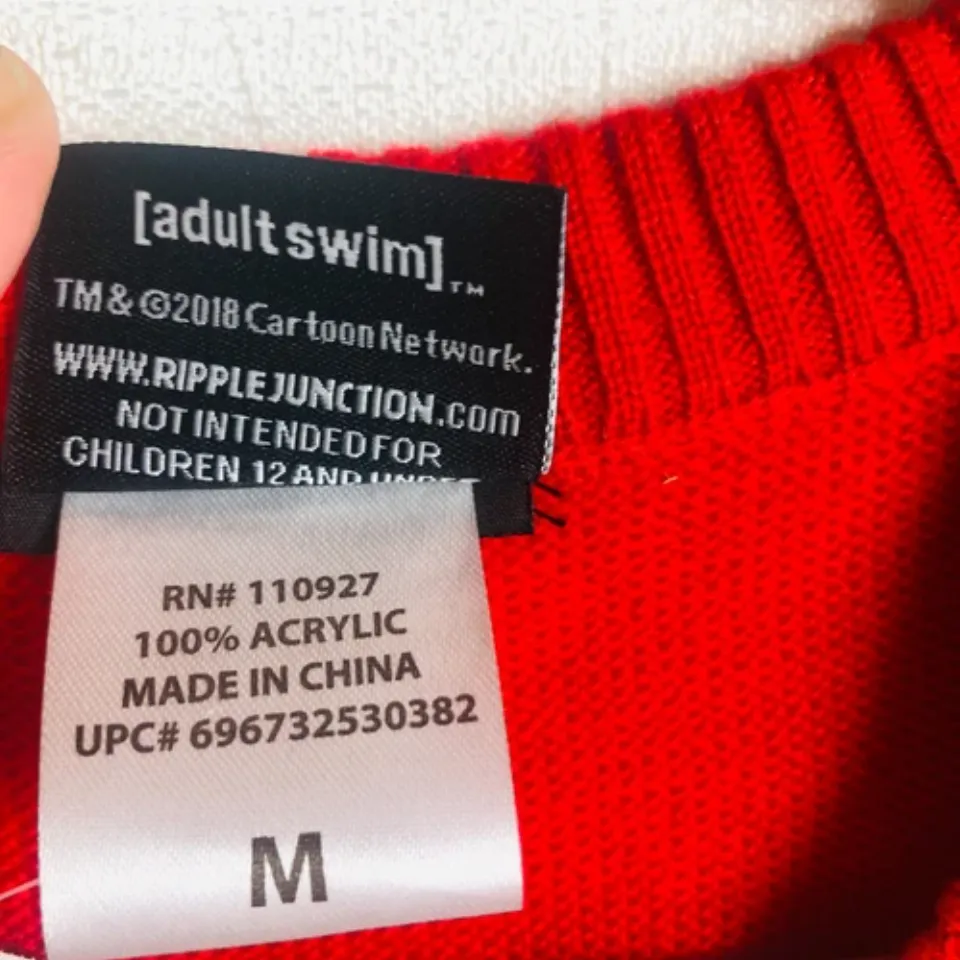 [adult swim]™
TM & ©2018 Cartoon Network.
WWW.RIPPLEJUNCTION.com
NOT INTENDED FOR
CHILDREN 12 AND UNDER
RN# 110927
100% ACRYLIC
MADE IN CHINA
UPC# 696732530382
M